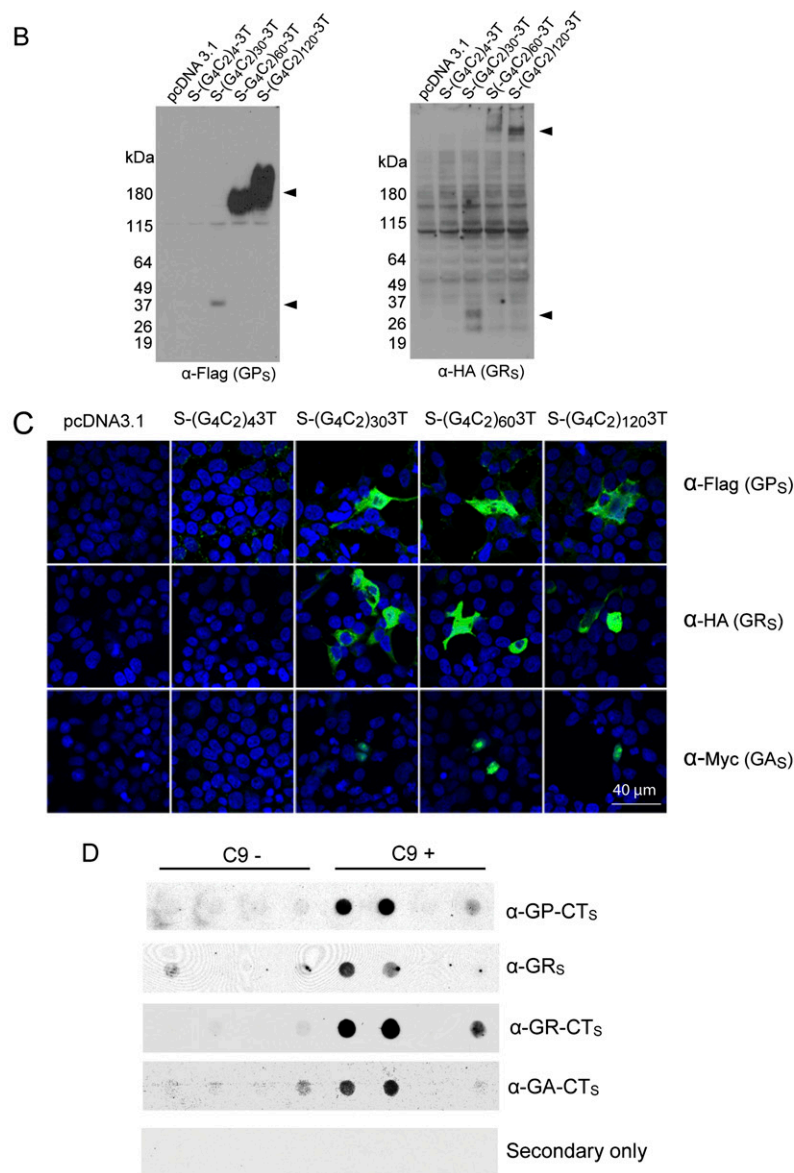 B
pcDNA 3.1
S-(G4C2)4-3T
S-(G4C2)30-3T
S-G4C2)60-3T
S-(G4C2)120-3T
kDa
180
115
64
49
37
26
19
α-Flag (GPS)
pcDNA 3.1
S-(G4C2)4-3T
S-(G4C2)30-3T
S(-G4C2)60-3T
S-(G4C2)120-3T
kDa
180
115
64
49
37
26
19
α-HA (GRS)
C
pcDNA3.1 S-(G4C2)43T S-(G4C2)303T S-(G4C2)603T S-(G4C2)1203T
α-Flag (GPS)
α-HA (GRS)
α-Myc (GAS)
40 µm
D
C9 - C9 +
α-GP-CTS
α-GRS
α-GR-CTS
α-GA-CTS
Secondary only